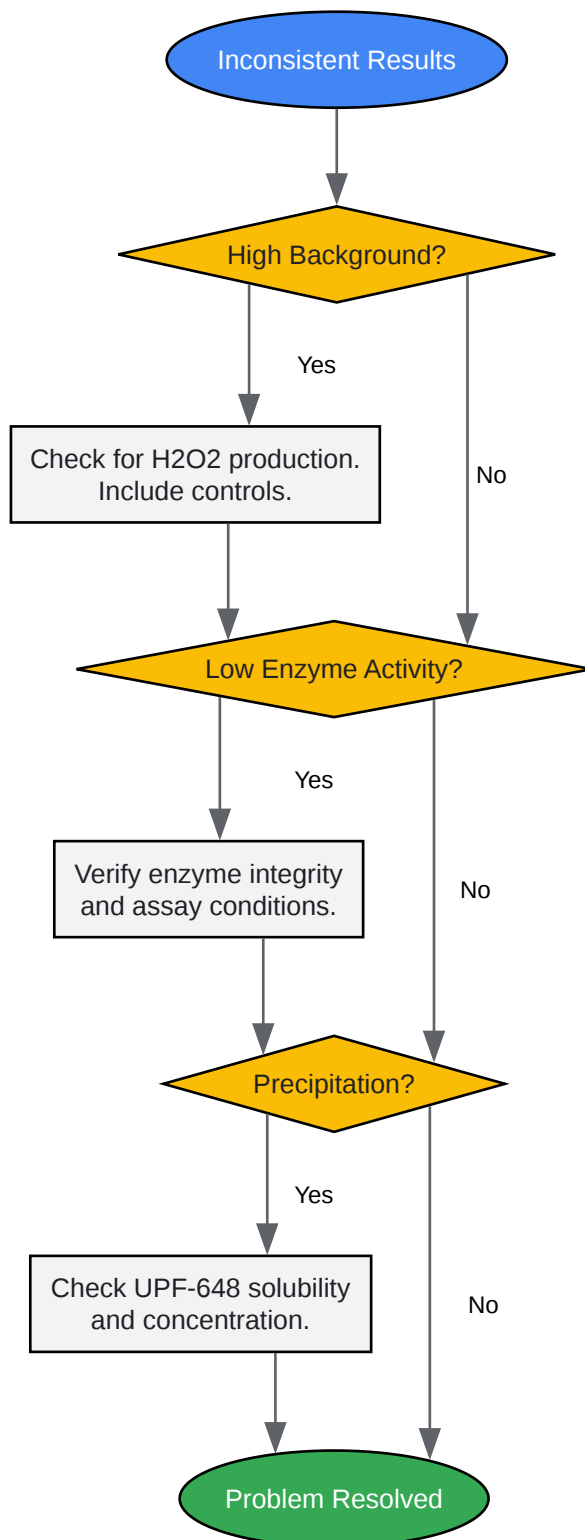 Inconsistent Results
High Background?
Yes
Check for H2O2 production.
Include controls.
No
Low Enzyme Activity?
Yes
Verify enzyme integrity
and assay conditions.
No
Precipitation?
Yes
Check UPF-648 solubility
and concentration.
No
Problem Resolved